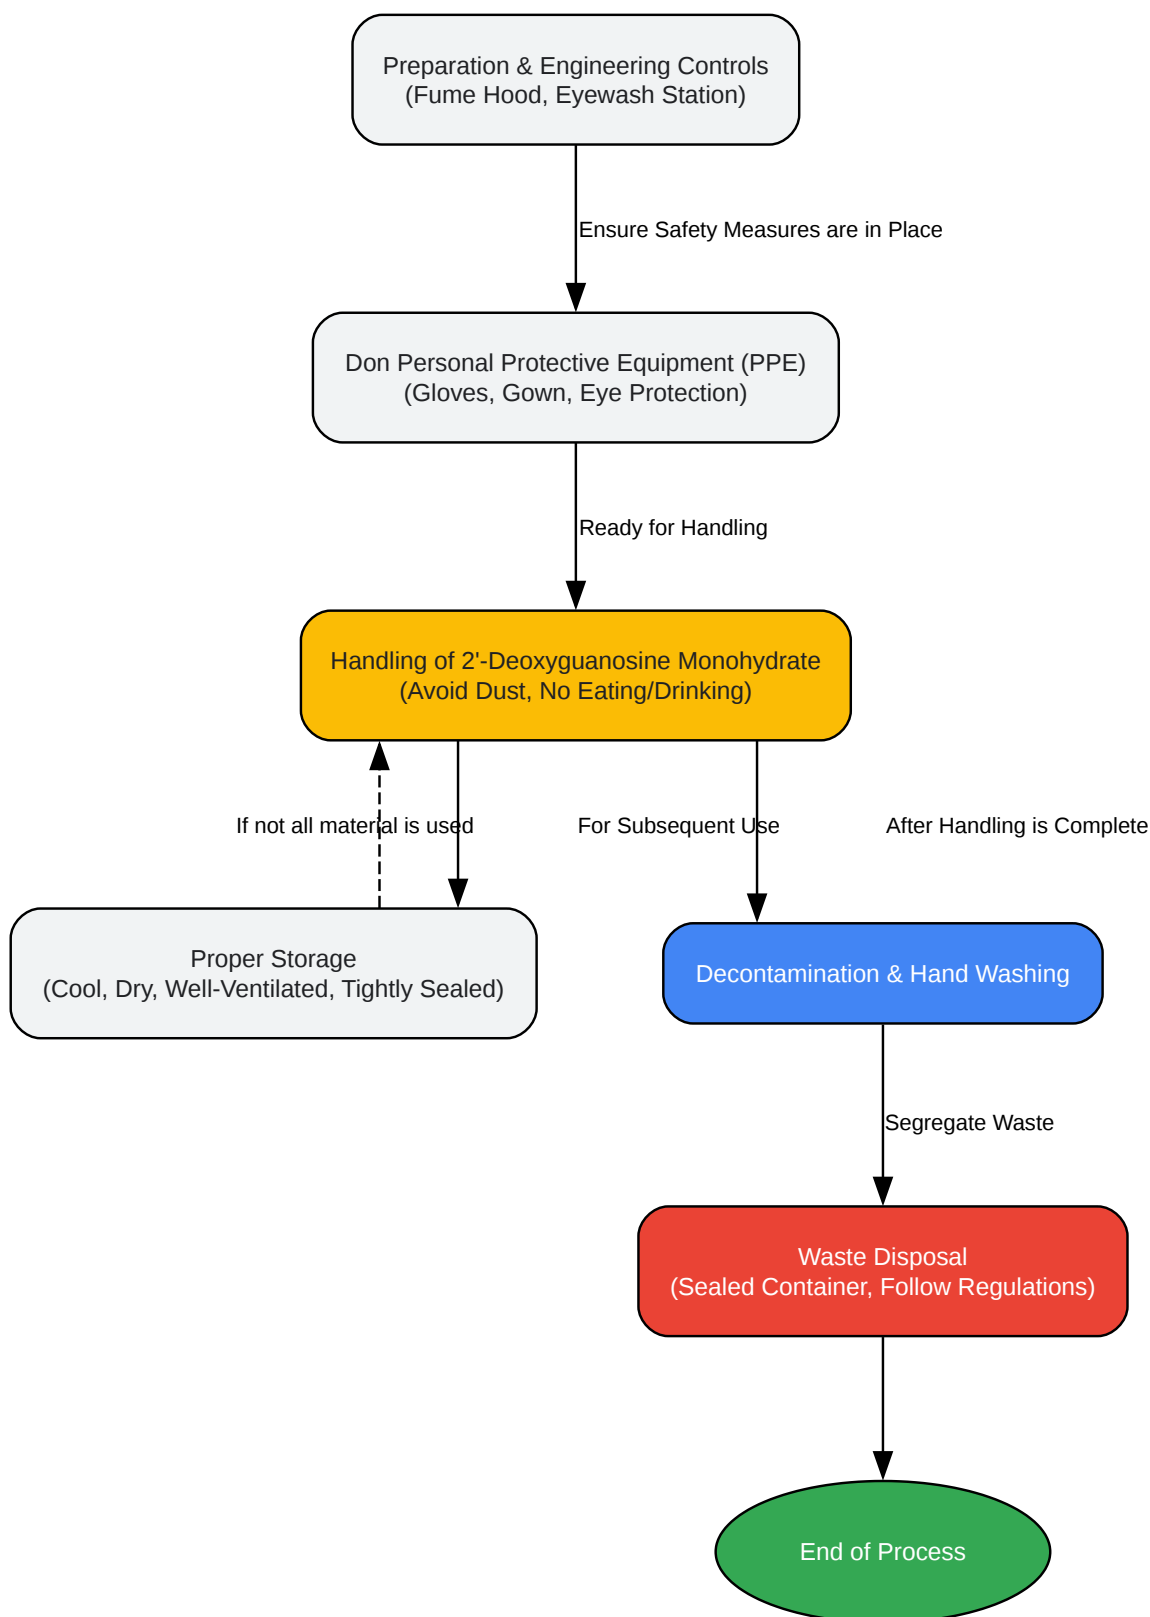 Preparation & Engineering Controls
(Fume Hood, Eyewash Station)
Ensure Safety Measures are in Place
Don Personal Protective Equipment (PPE)
(Gloves, Gown, Eye Protection)
Ready for Handling
Handling of 2'-Deoxyguanosine Monohydrate
(Avoid Dust, No Eating/Drinking)
If not all material is used
For Subsequent Use
After Handling is Complete
Proper Storage
(Cool, Dry, Well-Ventilated, Tightly Sealed)
Decontamination & Hand Washing
Segregate Waste
Waste Disposal
(Sealed Container, Follow Regulations)
End of Process